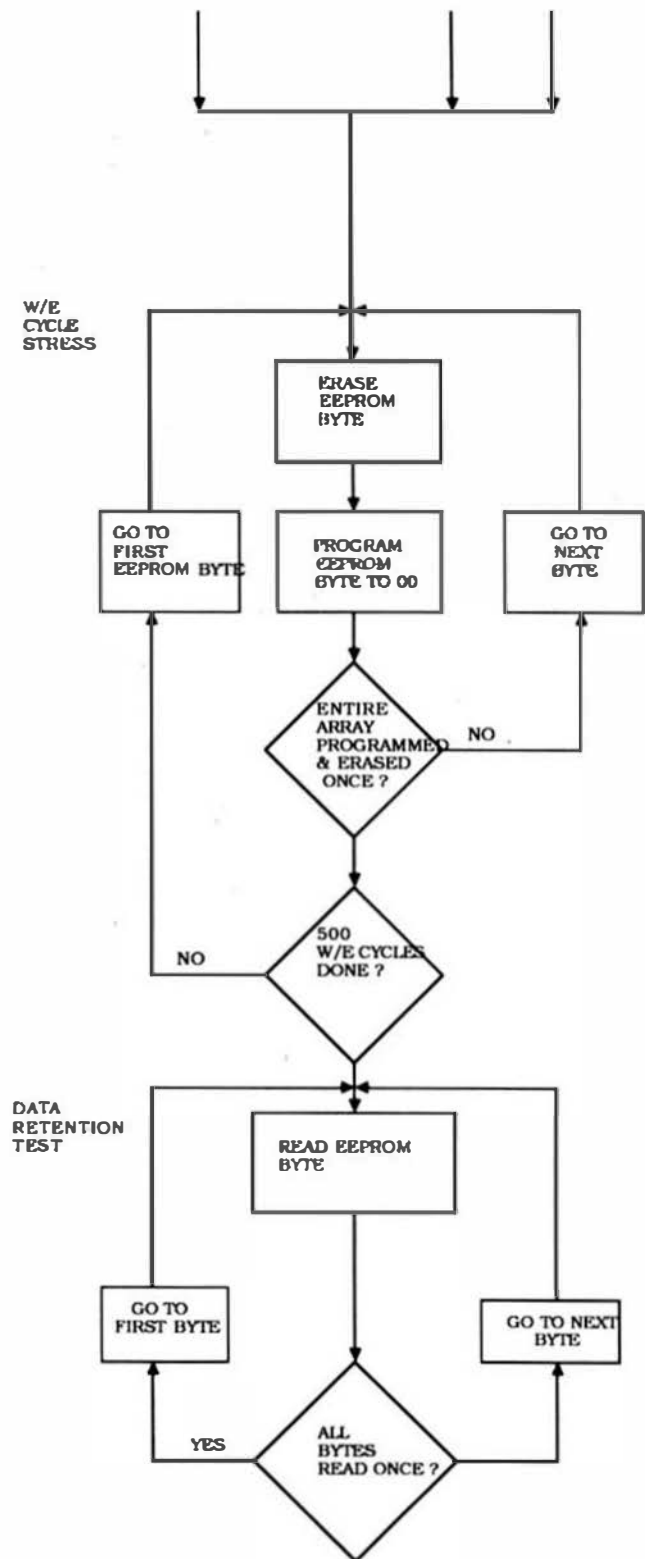 W/E
CYCLE
STRESS
ERASE
EEPROM
BYTE
GO TO
FIRST
EEPROM BYTE
PROGRAM
EEPROM
BYTE TO 00
GO TO
NEXT
BYTE
ENTIRE
ARRAY
PROGRAMMED
& ERASED
ONCE ?
NO
500
W/E CYCLES
DONE ?
NO
DATA
RETENTION
TEST
READ EEPROM
BYTE
GO TO
FIRST BYTE
GO TO NEXT
BYTE
YES
ALL
BYTES
READ ONCE ?